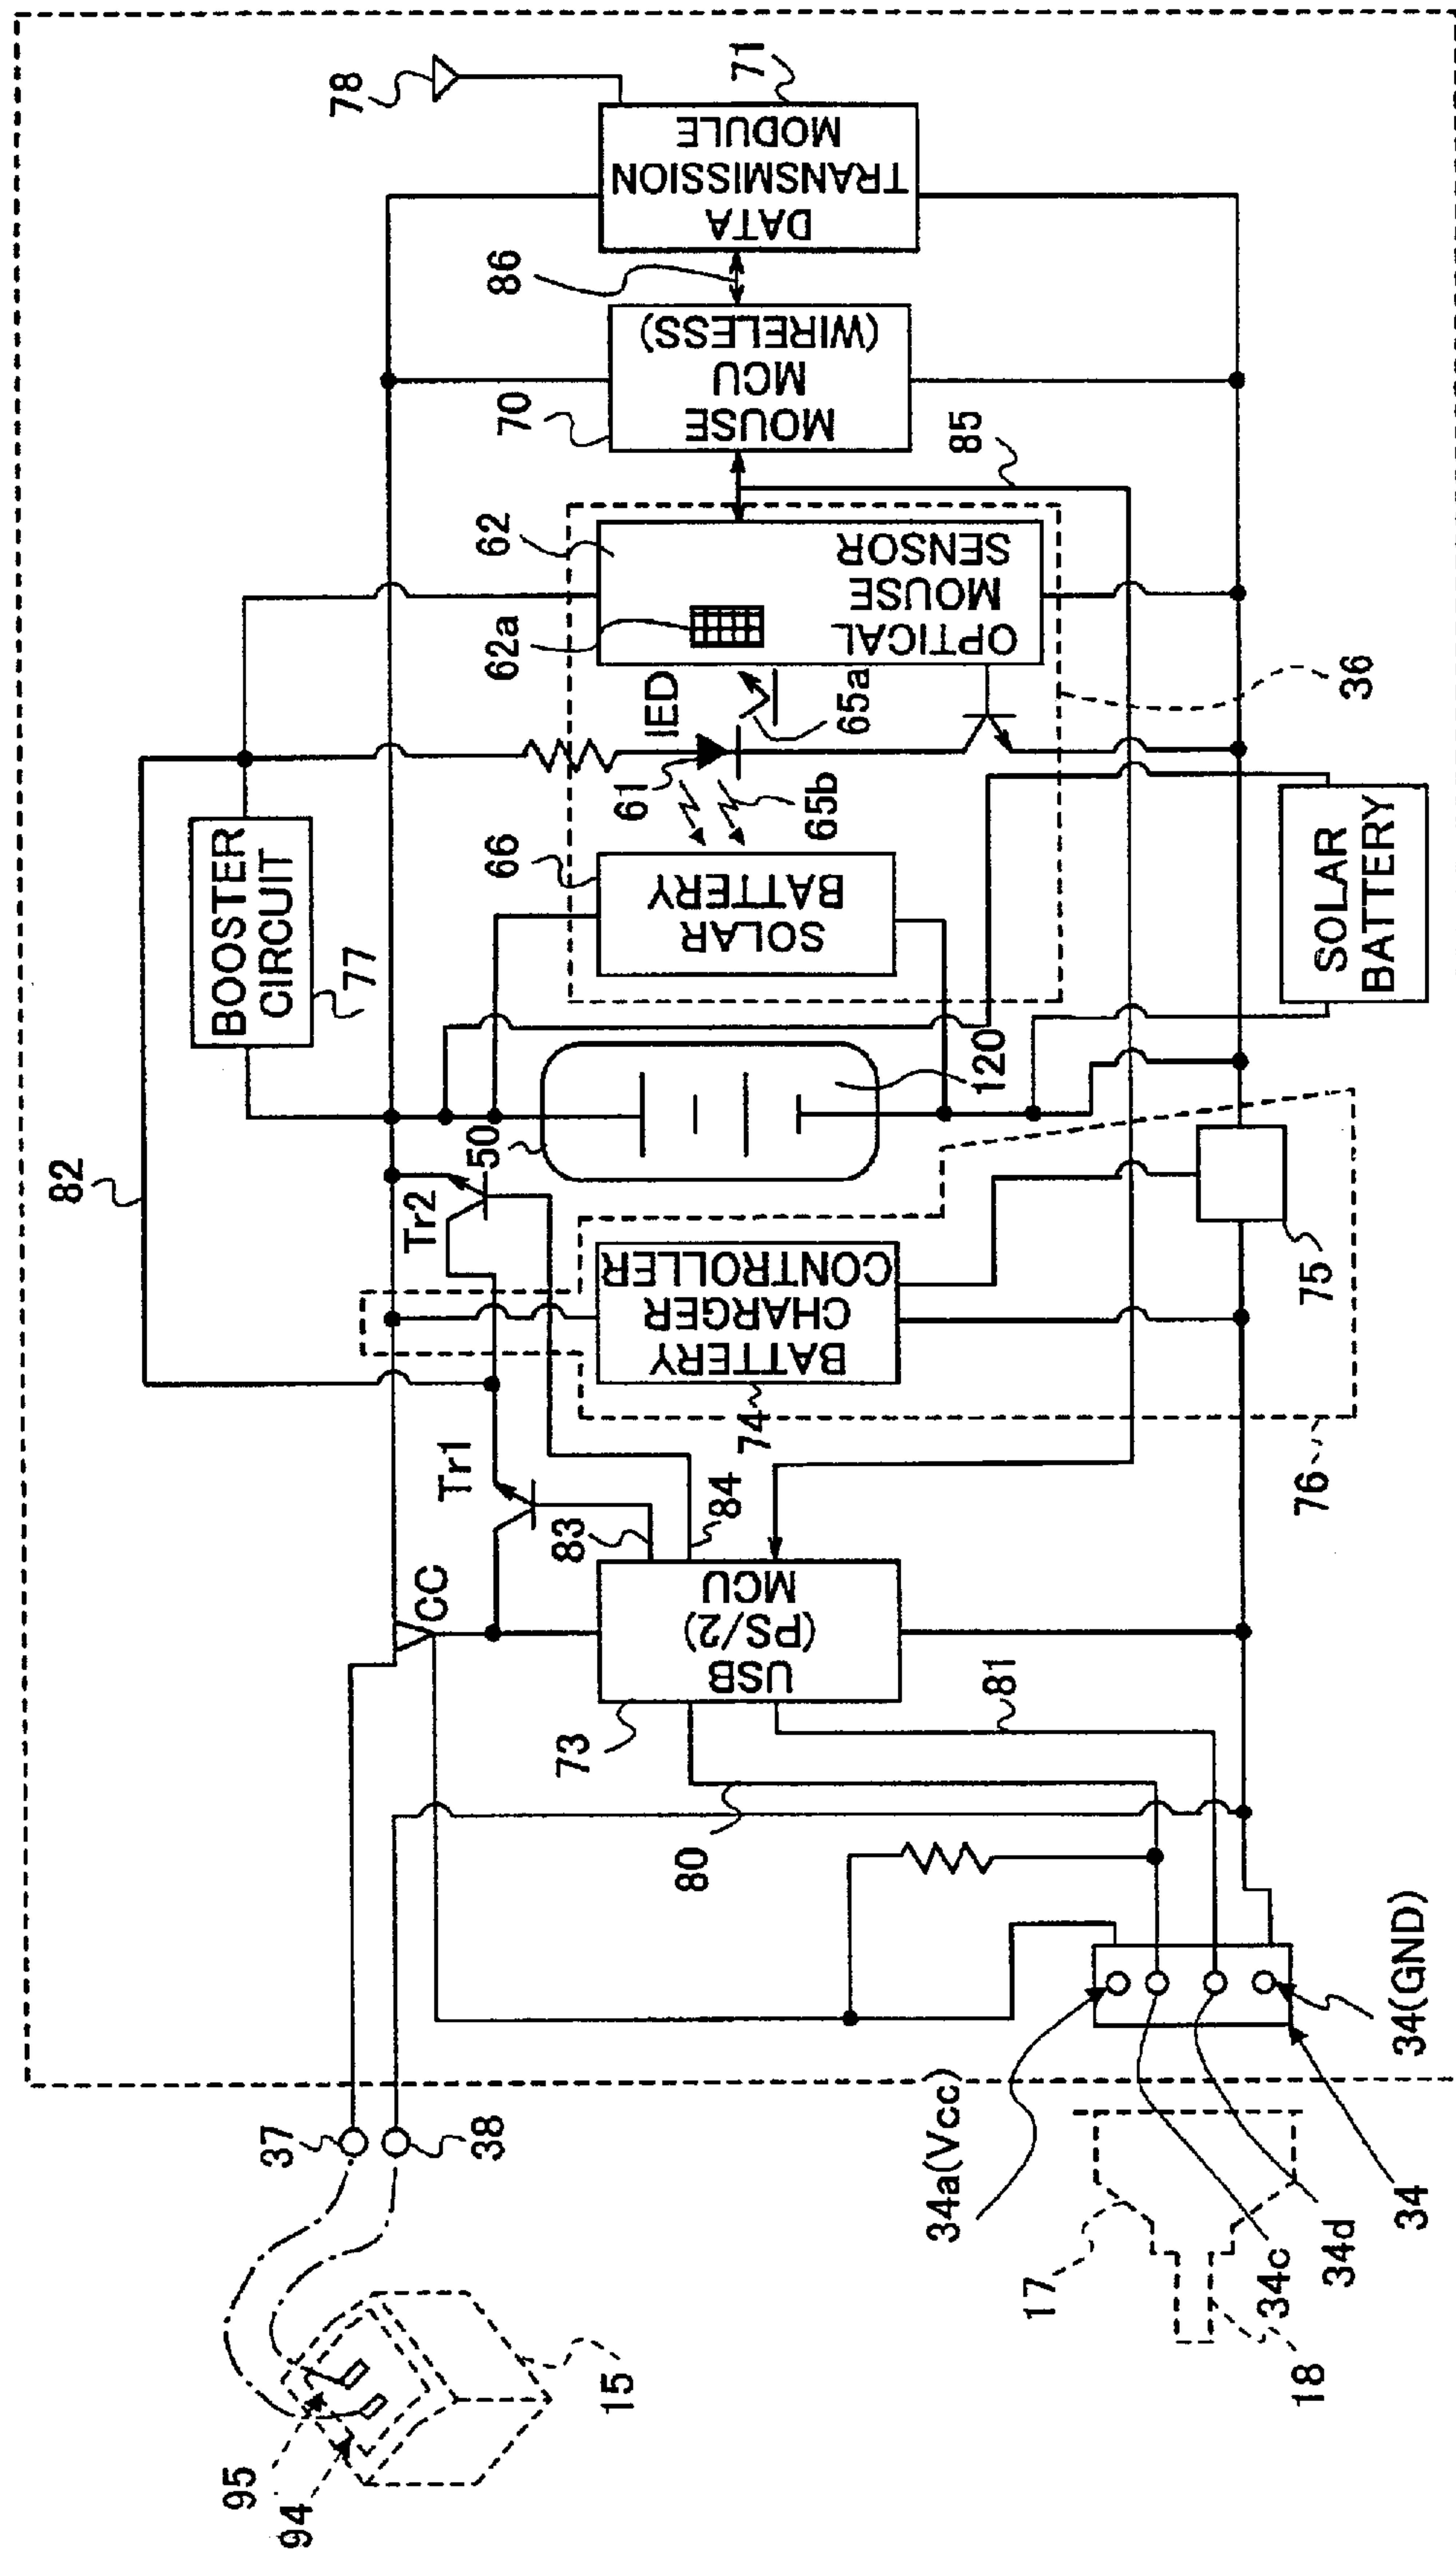 78
71
DATA
TRANSMISSION
MODULE
86
70
MOUSE
MCU
(WIRELESS)
85
62
62a
OPTICAL
MOUSE
SENSOR
36
IED
65a
61
65b
66
SOLAR
BATTERY
BOOSTER
CIRCUIT
77
SOLAR
BATTERY
120
50
82
Tr2
BATTERY
CHARGER
CONTROLLER
74
75
76
Tr1
83
84
CC
USB
(PS/2)
MCU
73
81
80
34(GND)
37
38
34a(Vcc)
17
34c
34d
34
18
15
95
94